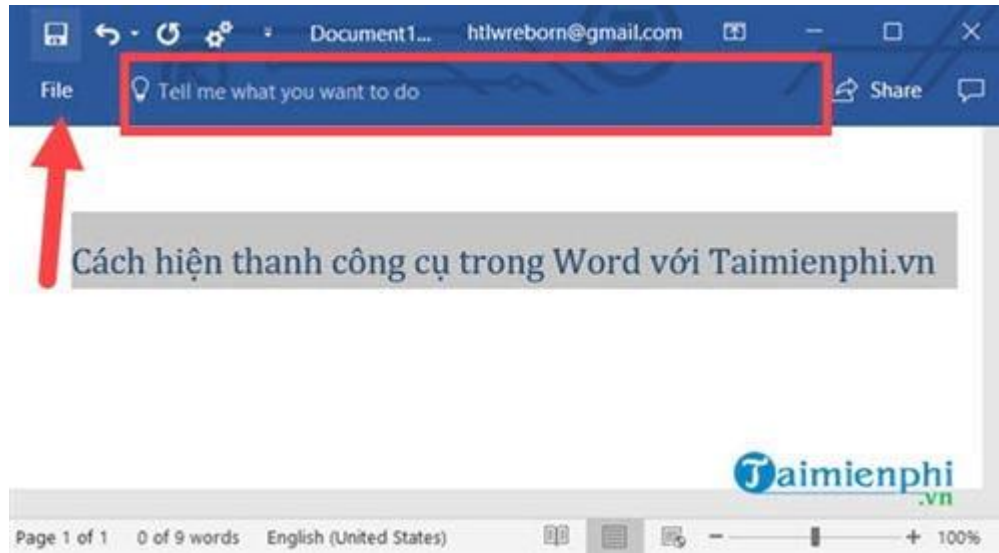 Document1... htlwreborn@gmail.com
File Tell me what you want to do Share
Cách hiện thanh công cụ trong Word với Taimienphi.vn
Taimienphi
.vn
Page 1 of 1 0 of 9 words English (United States) 100%